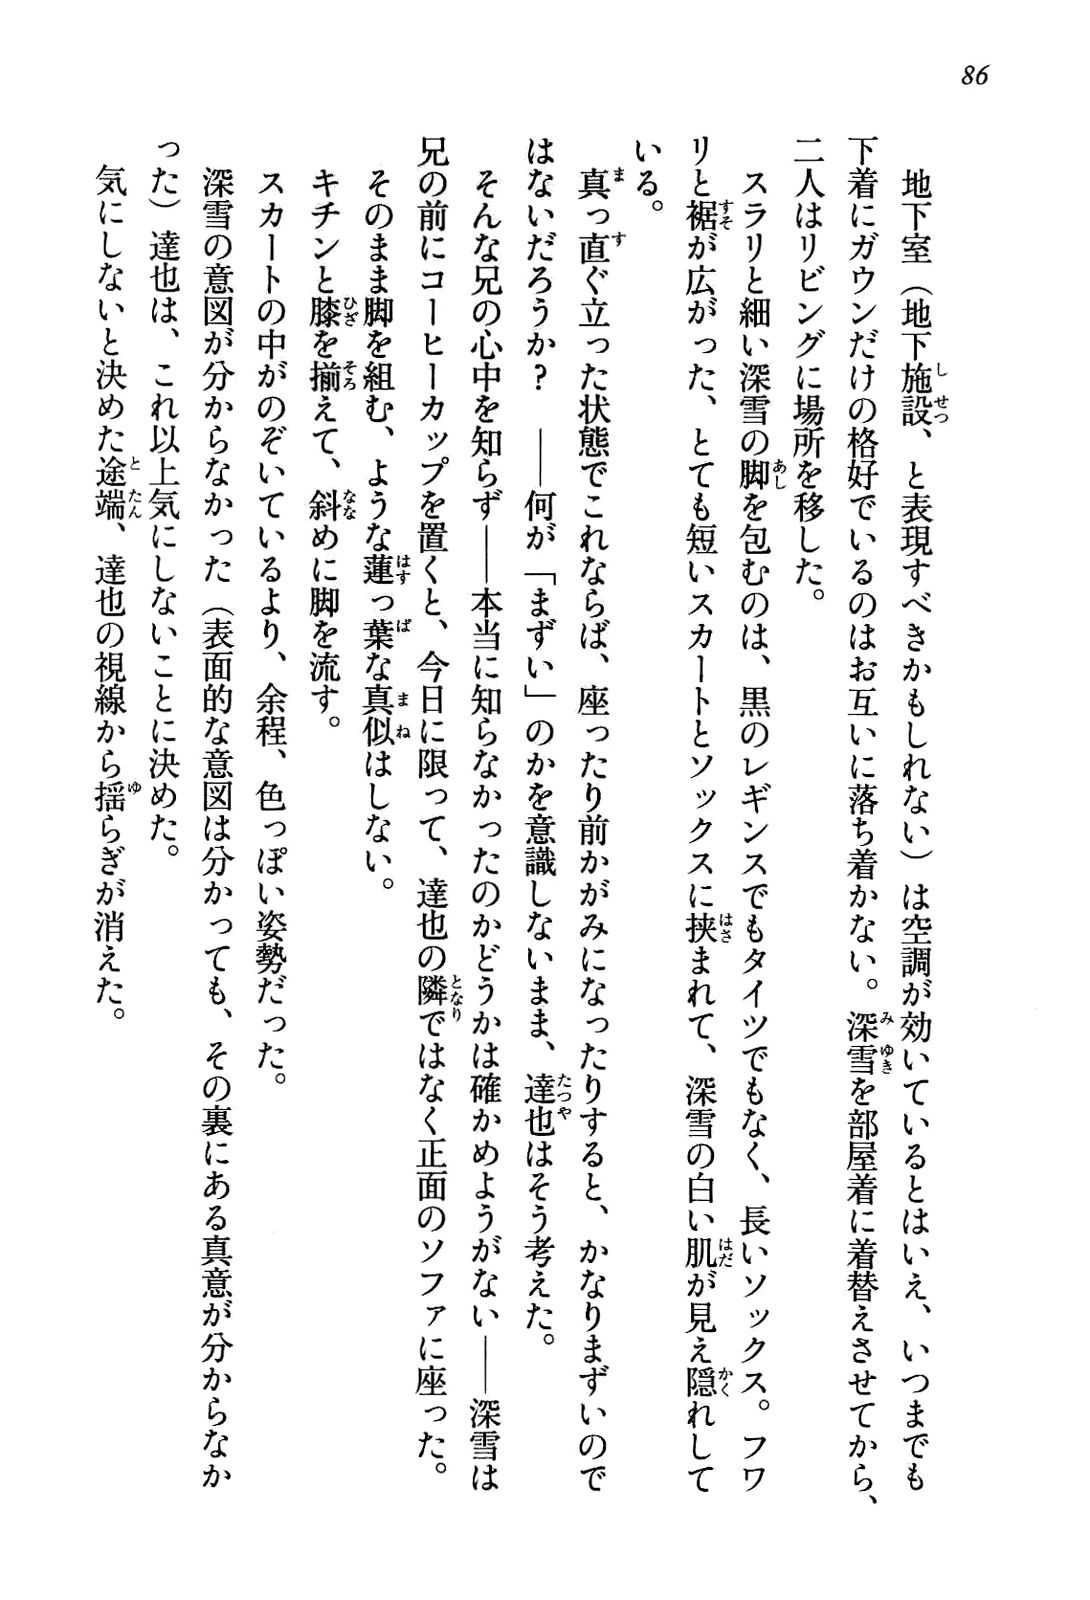 86
地下室（地下施設、と表現すべきかもしれない）は空調が効いているとはいえ、いつまでも
下着にガウンだけの格好でいるのはお互いに落ち着かない。深雪を部屋着に着替えさせてから、
二人はリビングに場所を移した。
スラリと細い深雪の脚を包むのは、黒のレギンスでもタイツでもなく、長いソックス。フワ
リと裾が広がった、とても短いスカートとソックスに挟まれて、深雪の白い肌が見え隠れして
いる。
真っ直ぐ立った状態でこれならば、座ったり前かがみになったりすると、かなりまずいので
はないだろうか？　――何が「まずい」のかを意識しないまま、達也はそう考えた。
そんな兄の心中を知らず――本当に知らなかったのかどうかは確かめようがない――深雪は
兄の前にコーヒーカップを置くと、今日に限って、達也の隣ではなく正面のソファに座った。
そのまま脚を組む、ような蓮っ葉な真似はしない。
キチンと膝を揃えて、斜めに脚を流す。
スカートの中がのぞいているより、余程、色っぽい姿勢だった。
深雪の意図が分からなかった（表面的な意図は分かっても、その裏にある真意が分からなか
った）達也は、これ以上気にしないことに決めた。
気にしないと決めた途端、達也の視線から揺らぎが消えた。